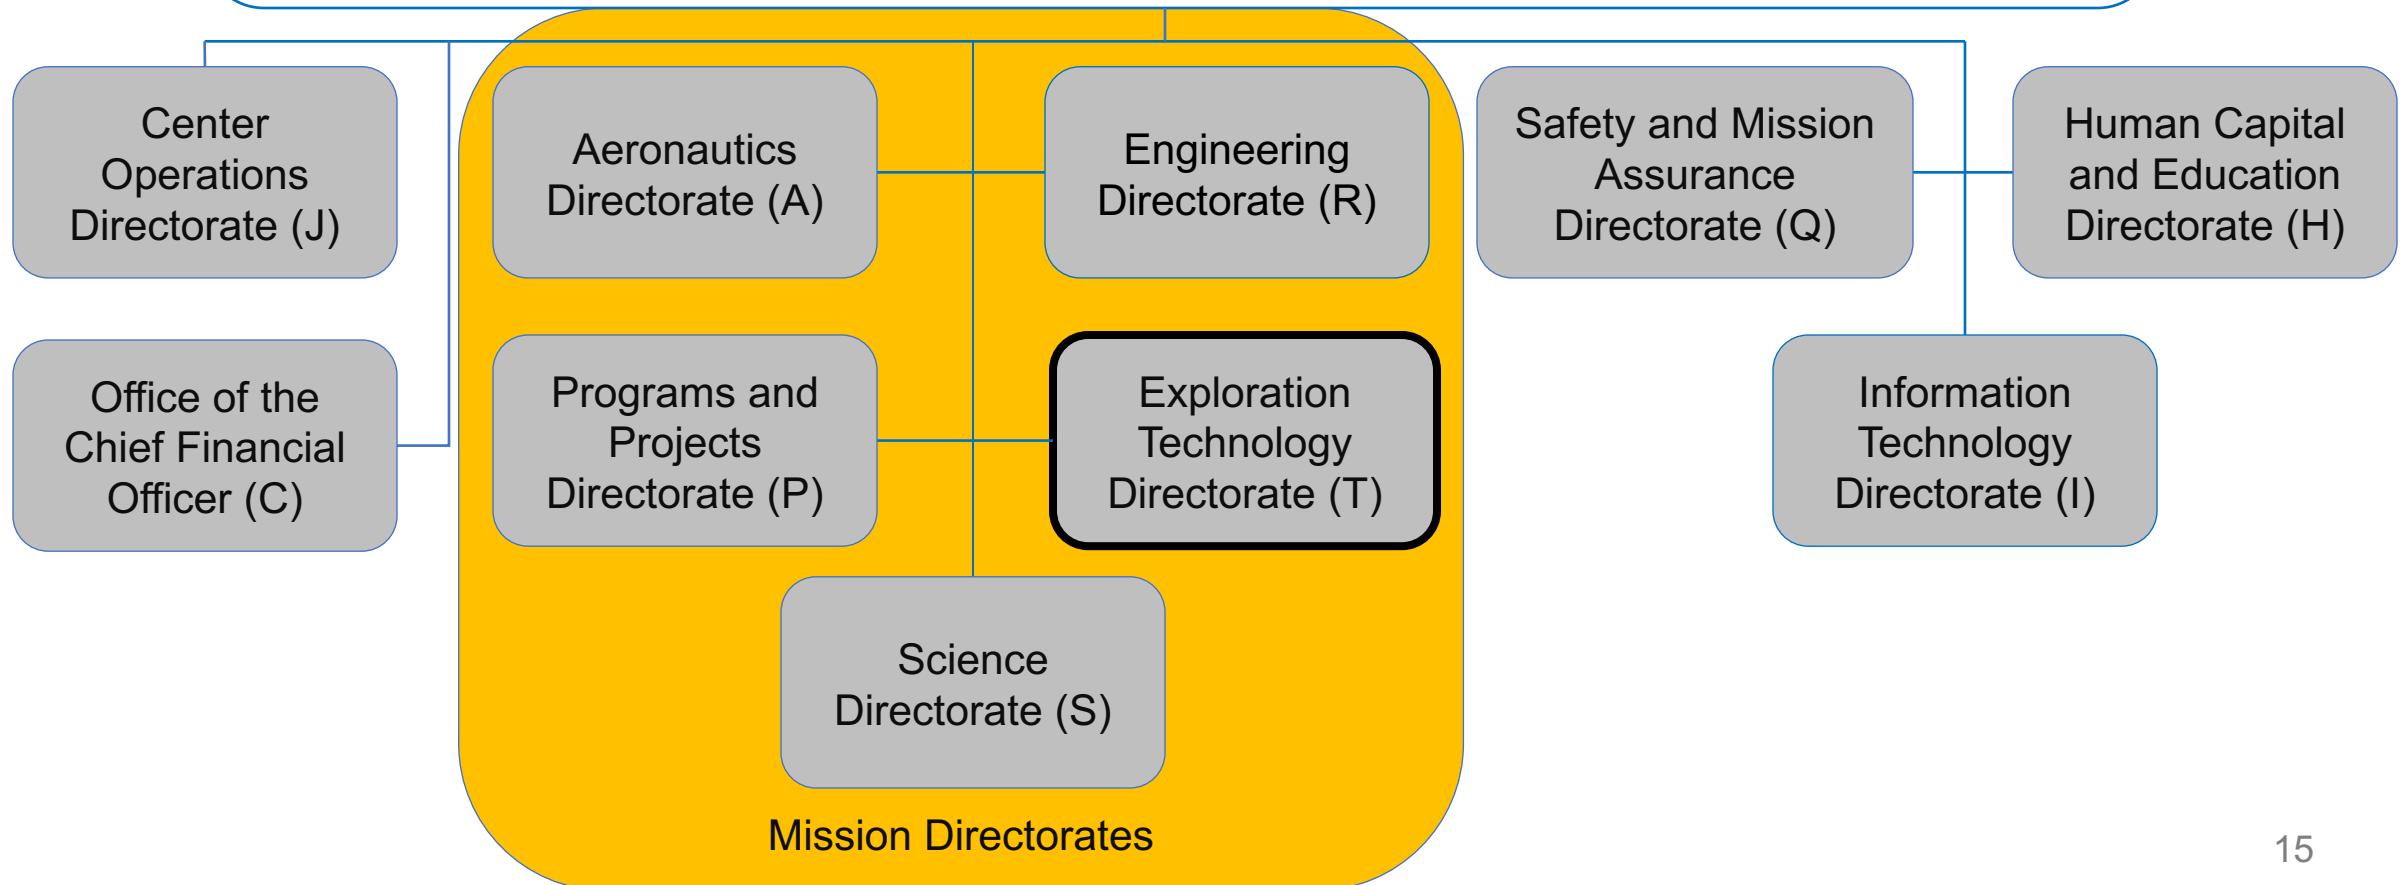 Center
Operations
Directorate (J)
Aeronautics
Directorate (A)
Engineering
Directorate (R)
Safety and Mission
Assurance
Directorate (Q)
Human Capital
and Education
Directorate (H)
Office of the
Chief Financial
Officer (C)
Programs and
Projects
Directorate (P)
Exploration
Technology
Directorate (T)
Information
Technology
Directorate (I)
Science
Directorate (S)
Mission Directorates
15